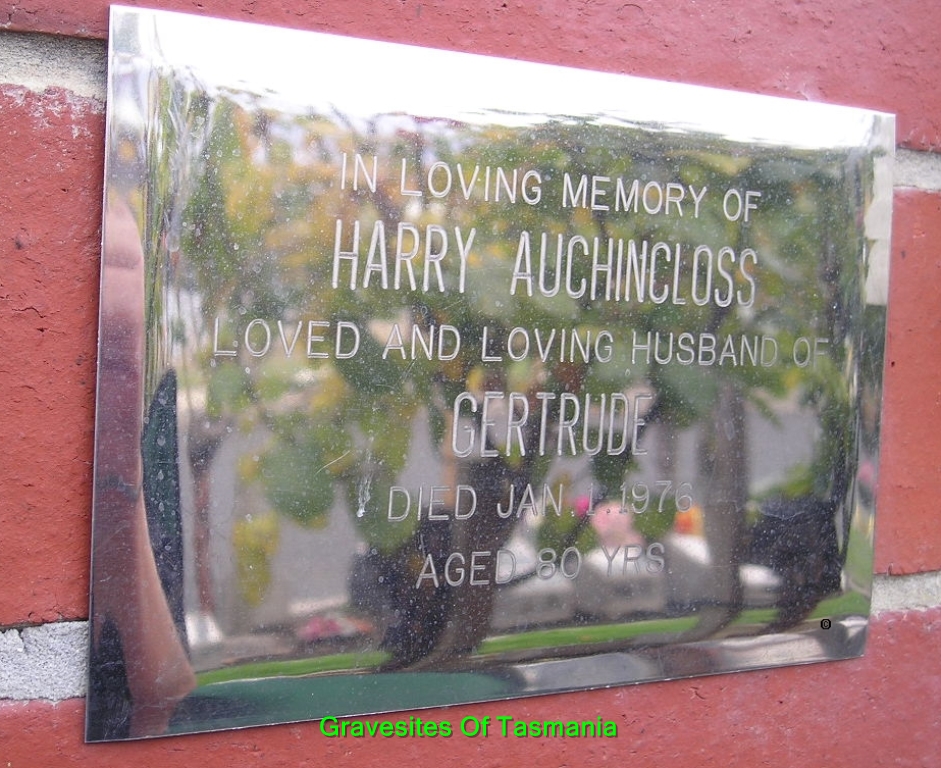 IN LOVING MEMORY OF
HARRY AUCHINCLOSS
LOVED AND LOVING HUSBAND OF
GERTRUDE
DIED JAN. 1. 1976
AGED 80 YRS.
©
Gravesites Of Tasmania